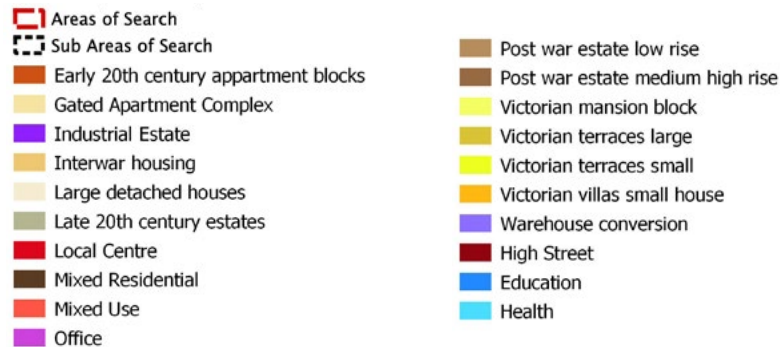 Areas of Search
Sub Areas of Search
Early 20th century appartment blocks
Gated Apartment Complex
Industrial Estate
Interwar housing
Large detached houses
Late 20th century estates
Local Centre
Mixed Residential
Mixed Use
Office
Post war estate low rise
Post war estate medium high rise
Victorian mansion block
Victorian terraces large
Victorian terraces small
Victorian villas small house
Warehouse conversion
High Street
Education
Health